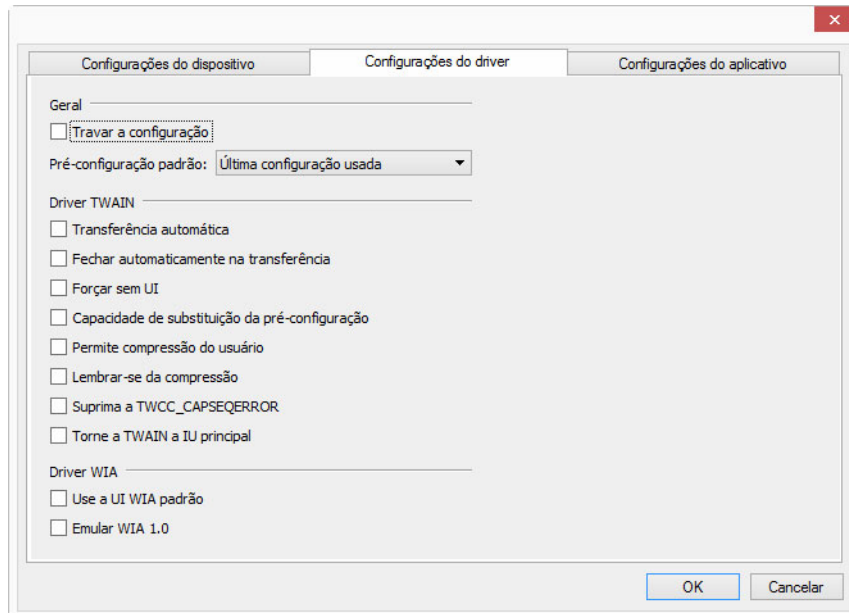 Configurações do dispositivo
Configurações do driver
Configurações do aplicativo
Geral
Travar a configuração
Pré-configuração padrão: Última configuração usada
Driver TWAIN
Transferência automática
Fechar automaticamente na transferência
Forçar sem UI
Capacidade de substituição da pré-configuração
Permite compressão do usuário
Lembrar-se da compressão
Suprima a TWCC_CAPSEQERROR
Torne a TWAIN a IU principal
Driver WIA
Use a UI WIA padrão
Emular WIA 1.0
OK
Cancelar